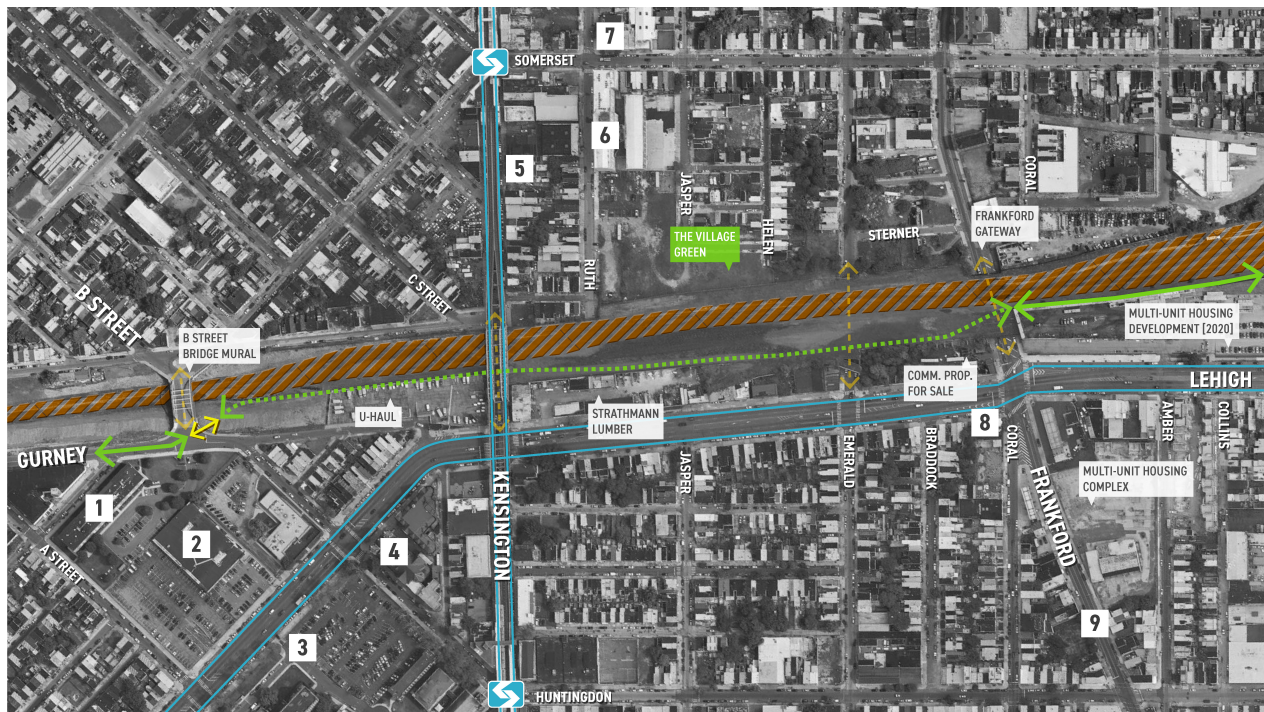 7
SOMERSET
6
5
CORAL
JASPER
HELEN
FRANKFORD
GATEWAY
THE VILLAGE
GREEN
STERNER
RUTH
C STREET
B STREET
B STREET
BRIDGE MURAL
MULTI-UNIT HOUSING
DEVELOPMENT [2020]
COMM. PROP.
FOR SALE
LEHIGH
U-HAUL
STRATHMANN
LUMBER
8
GURNEY
KENSINGTON
JASPER
EMERALD
BRADDOCK
CORAL
FRANKFORD
AMBER
COLLINS
MULTI-UNIT HOUSING
COMPLEX
1
2
A STREET
4
3
9
HUNTINGDON